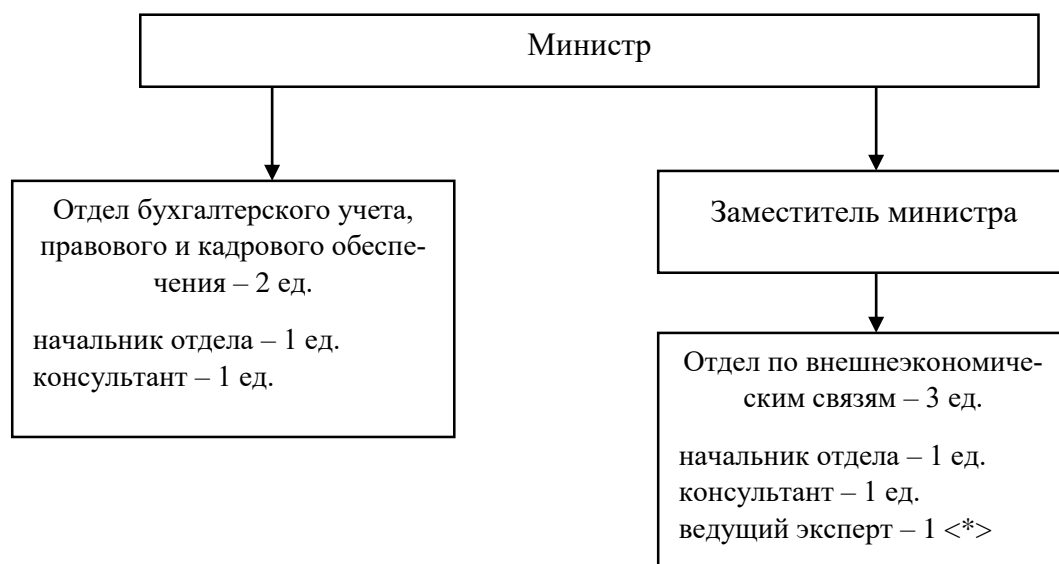 Министр
Отдел бухгалтерского учета,
правового и кадрового обеспе-
чения – 2 ед.
начальник отдела – 1 ед.
консультант – 1 ед.
Заместитель министра
Отдел по внешнеэкономиче-
ским связям – 3 ед.
начальник отдела – 1 ед.
консультант – 1 ед.
ведущий эксперт – 1 <*>